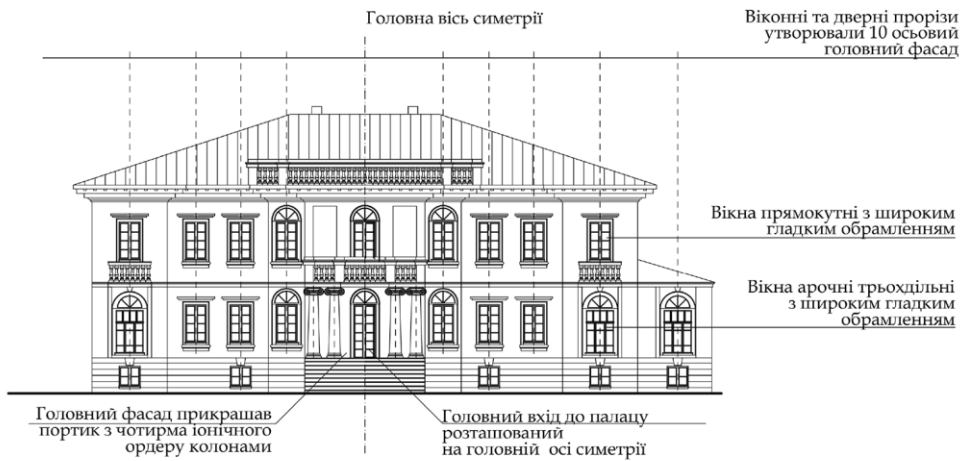 Головна вісь симетрії
Віконні та дверні прорізи
утворювали 10 осьовий
головний фасад
Вікна прямокутні з широким
гладким обрамленням
Вікна арочні трьохдільні
з широким гладким
обрамленням
Головний фасад прикрашав
портик з чотирма іонічного
ордеру колонами
Головний вхід до палацу
розташований
на головній осі симетрії